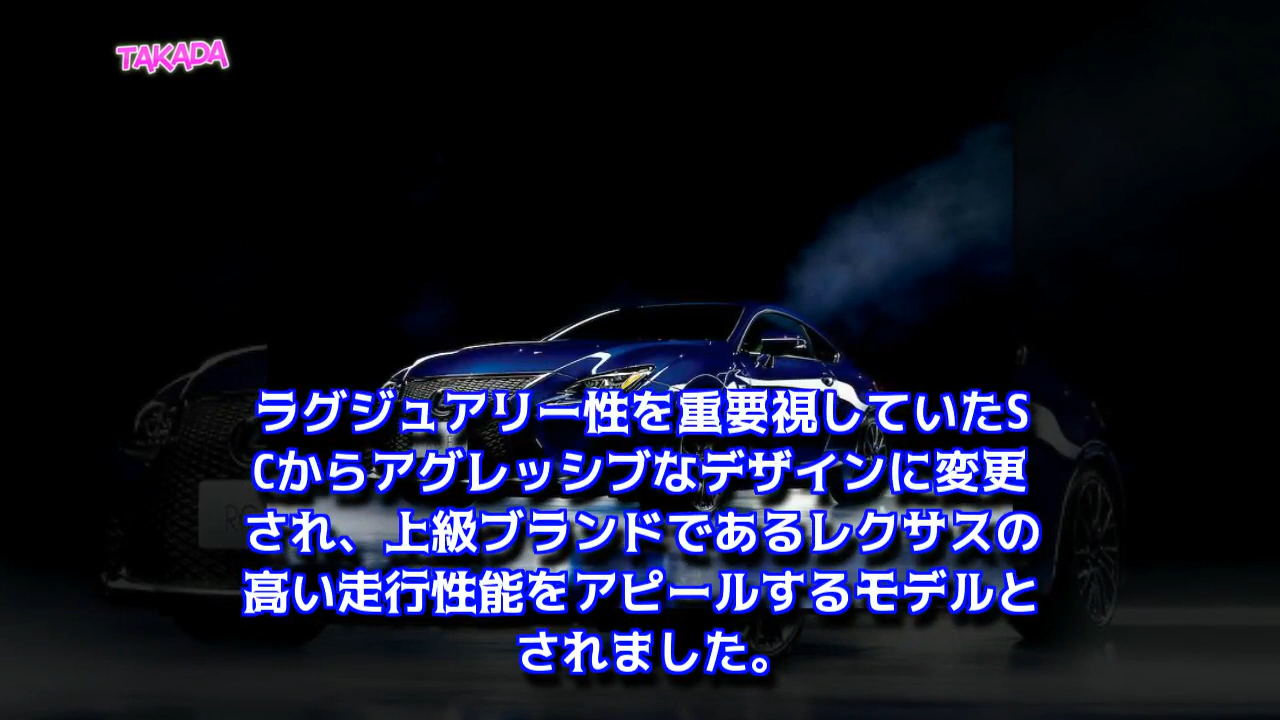 TAKADA
ラグジュアリー性を重要視していたS
Cからアグレッシブなデザインに変更
され、上級ブランドであるレクサスの
高い走行性能をアピールするモデルと
されました。